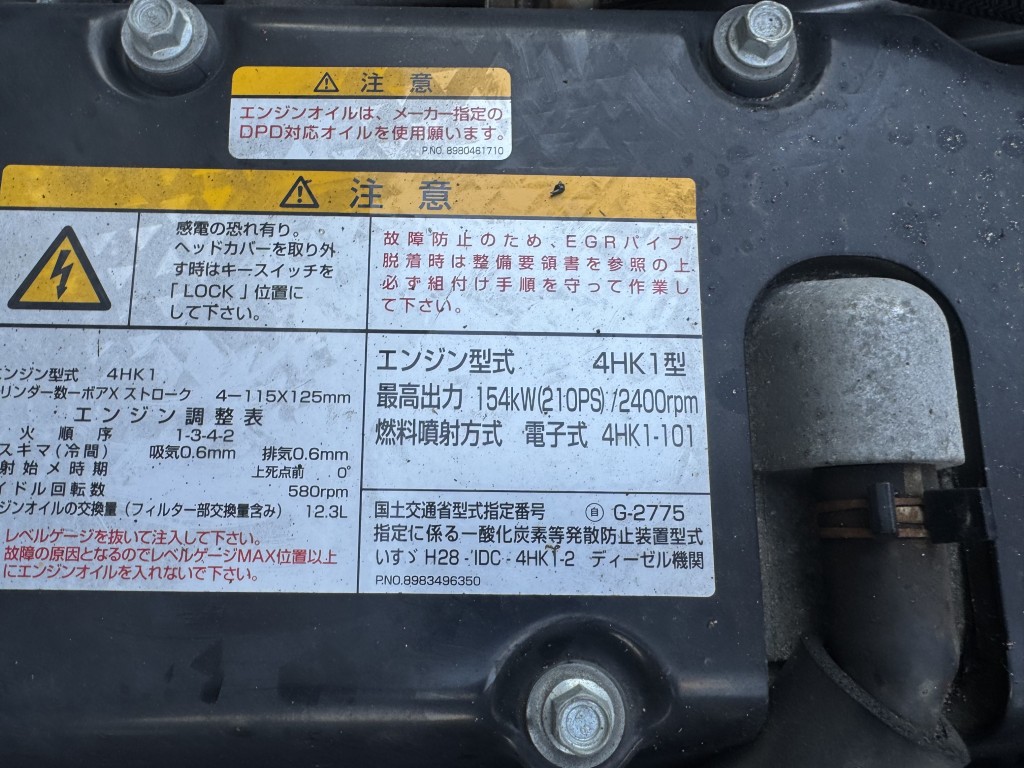 注意
エンジンオイルは、メーカー指定の
DPD対応オイルを使用願います。
P.NO. 8980461710
注意
感電の恐れ有り。
ヘッドカバーを取り外
す時はキースイッチを
「LOCK」位置に
して下さい。
故障防止のため、EGRパイプ
脱着時は整備要領書を参照の上
必ず組付け手順を守って作業し
て下さい。
ンジン型式 4HK1
リンダー数ーボアX ストローク 4ー115X125mm
エンジン調整表
火順序 1-3-4-2
スキマ(冷間) 吸気0.6mm 排気0.6mm
射始メ時期 上死点前 0°
イドル回転数 580rpm
ジンオイルの交換量(フィルター部交換量含み) 12.3L
レベルゲージを抜いて注入して下さい。
故障の原因となるのでレベルゲージMAX位置以上
にエンジンオイルを入れないで下さい。
エンジン型式 4HK1型
最高出力 154kW(210PS) /2400rpm
燃料噴射方式 電子式 4HK1-101
国土交通省型式指定番号 ㊀ G-2775
指定に係る一酸化炭素等発散防止装置型式
いすゞ H28 - 1DC - 4HK1-2 ディーゼル機関
P.NO.8983496350